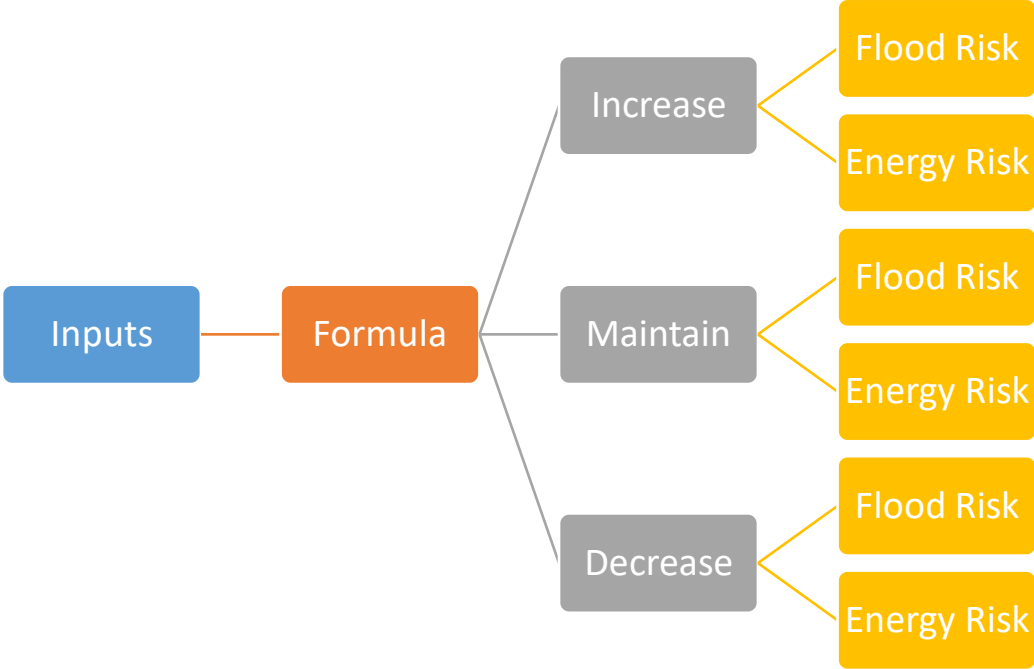 Inputs
Formula
Increase
Flood Risk
Energy Risk
Maintain
Flood Risk
Energy Risk
Decrease
Flood Risk
Energy Risk